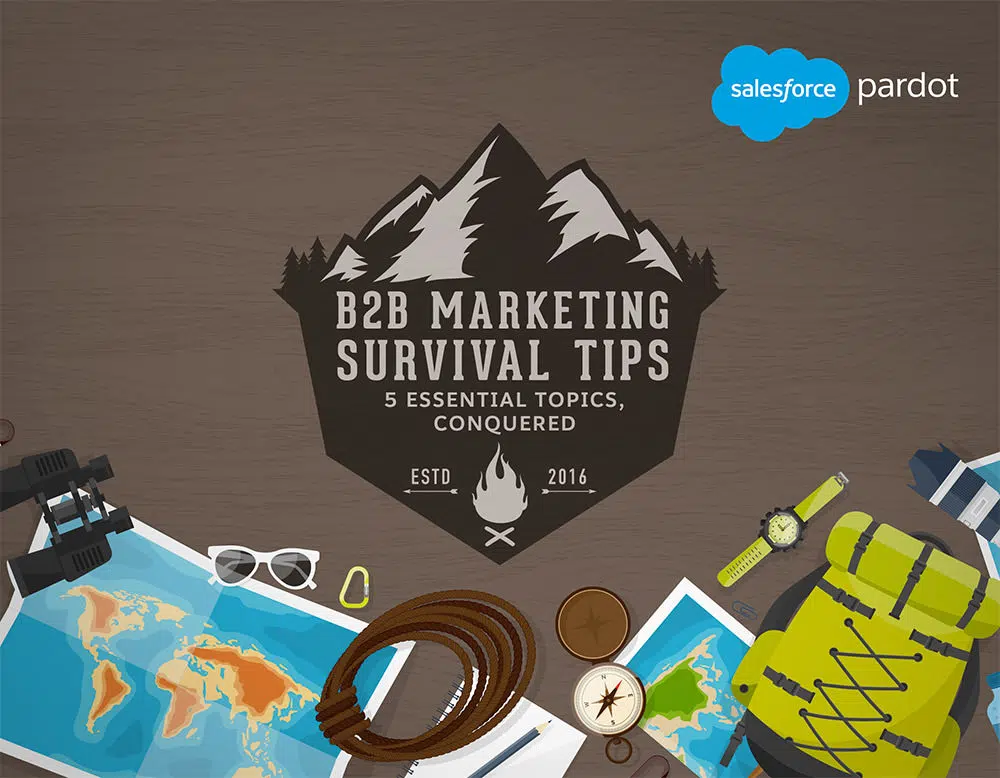 salesforce pardot
B2B MARKETING
SURVIVAL TIPS
5 ESSENTIAL TOPICS,
CONQUERED
ESTD 2016
N
E
S
W